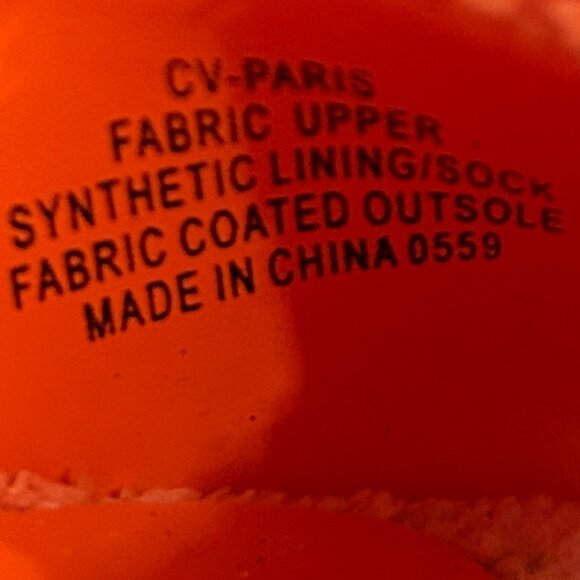 CV-PARIS
FABRIC UPPER
SYNTHETIC LINING/SOCK
FABRIC COATED OUTSOLE
MADE IN CHINA 0559